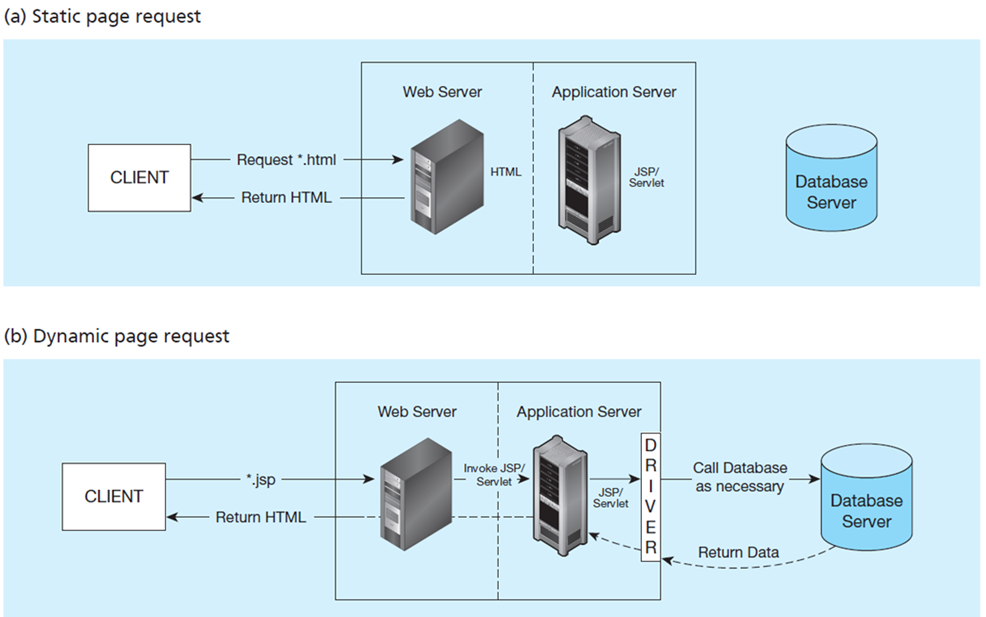 (a) Static page request
Web Server
Application Server
CLIENT
Request *.html
Return HTML
HTML
JSP/
Servlet
Database
Server
(b) Dynamic page request
Web Server
Application Server
CLIENT
*.jsp
Return HTML
Invoke JSP/
Servlet
JSP/
Servlet
DRIVER
Call Database
as necessary
Return Data
Database
Server